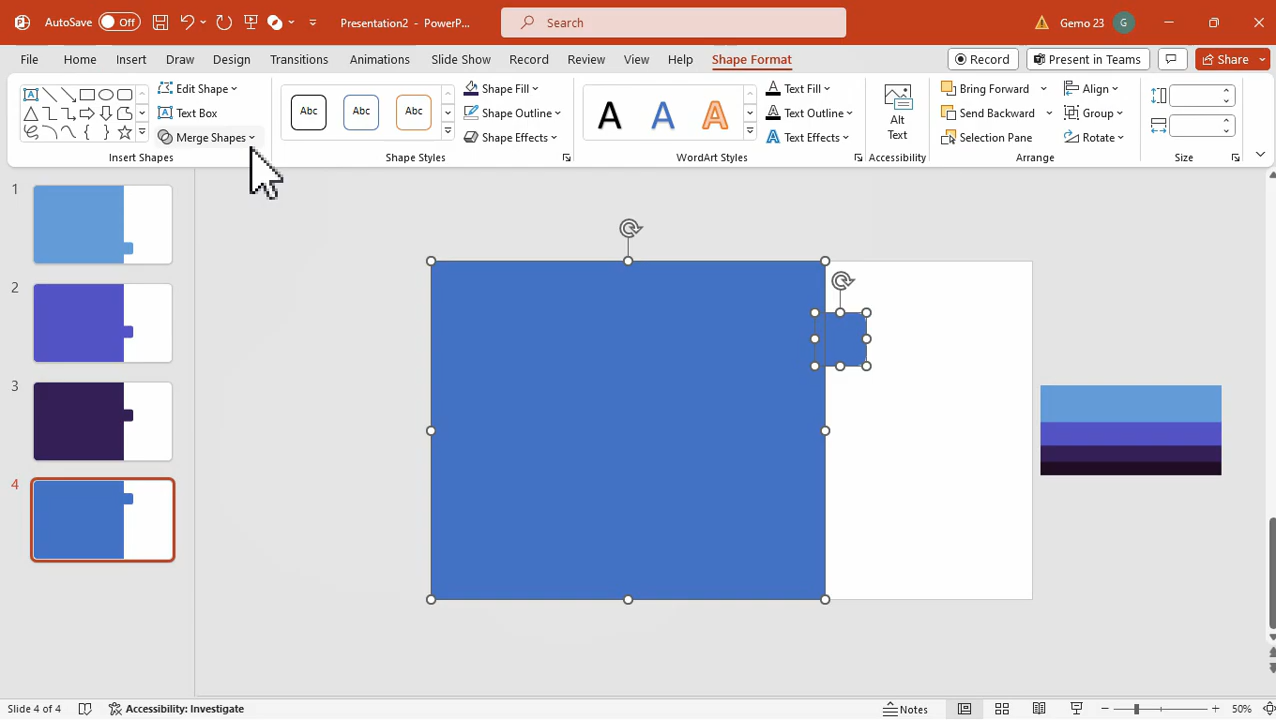 AutoSave Off Presentation2 - PowerP... Search Gemo 23 G
File Home Insert Draw Design Transitions Animations Slide Show Record Review View Help Shape Format Record Present in Teams Share
Edit Shape
Text Box
Merge Shapes
Insert Shapes
Abc Abc Abc
Shape Fill
Shape Outline
Shape Effects
Shape Styles
A A A
Text Fill
Text Outline
Text Effects
WordArt Styles
Alt
Text
Accessibility
Bring Forward
Send Backward
Selection Pane
Align
Group
Rotate
Arrange
Size
1
2
3
4
Slide 4 of 4 Accessibility: Investigate Notes 50%